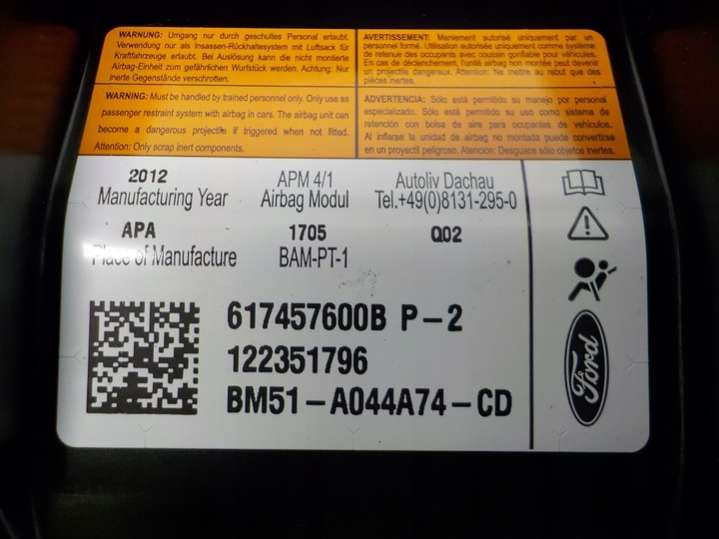 WARNUNG: Umgang nur durch geschultes Personal erlaubt.
Verwendung nur als Insassen-Rückhaltesystem mit Luftsack für
Kraftfahrzeuge erlaubt. Bei Auslösung kann die nicht montierte
Airbag-Einheit zum gefährlichen Wurfstück werden. Achtung: Nur
inerte Gegenstände verschrotten.
AVERTISSEMENT: Maniement autorisé uniquement par un
personnel formé. Utilisation autorisée uniquement comme système
de retenue des occupants avec coussin gonflable pour véhicules.
En cas de déclenchement, l'unité airbag non montée peut devenir
un projectile dangereux. Attention: Ne mettre au rebut que des
pièces inertes.
WARNING: Must be handled by trained personnel only. Only use as
passenger restraint system with airbag in cars. The airbag unit can
become a dangerous projectile if triggered when not fitted.
Attention: Only scrap inert components.
ADVERTENCIA: Sólo está permitido su manejo por personal
especializado. Sólo está permitido su uso como sistema de
retención con bolsa de aire para ocupantes de vehículos.
Al inflarse la unidad de airbag no montada puede convertirse
en un proyectil peligroso. Atención: Desguace sólo objetos inertes.
2012 APM 4/1 Autoliv Dachau
Manufacturing Year Airbag Modul Tel.+49(0)8131-295-0
APA 1705 Q02
Place of Manufacture BAM-PT-1
617457600B P-2
122351796
BM51-A044A74-CD
Ford